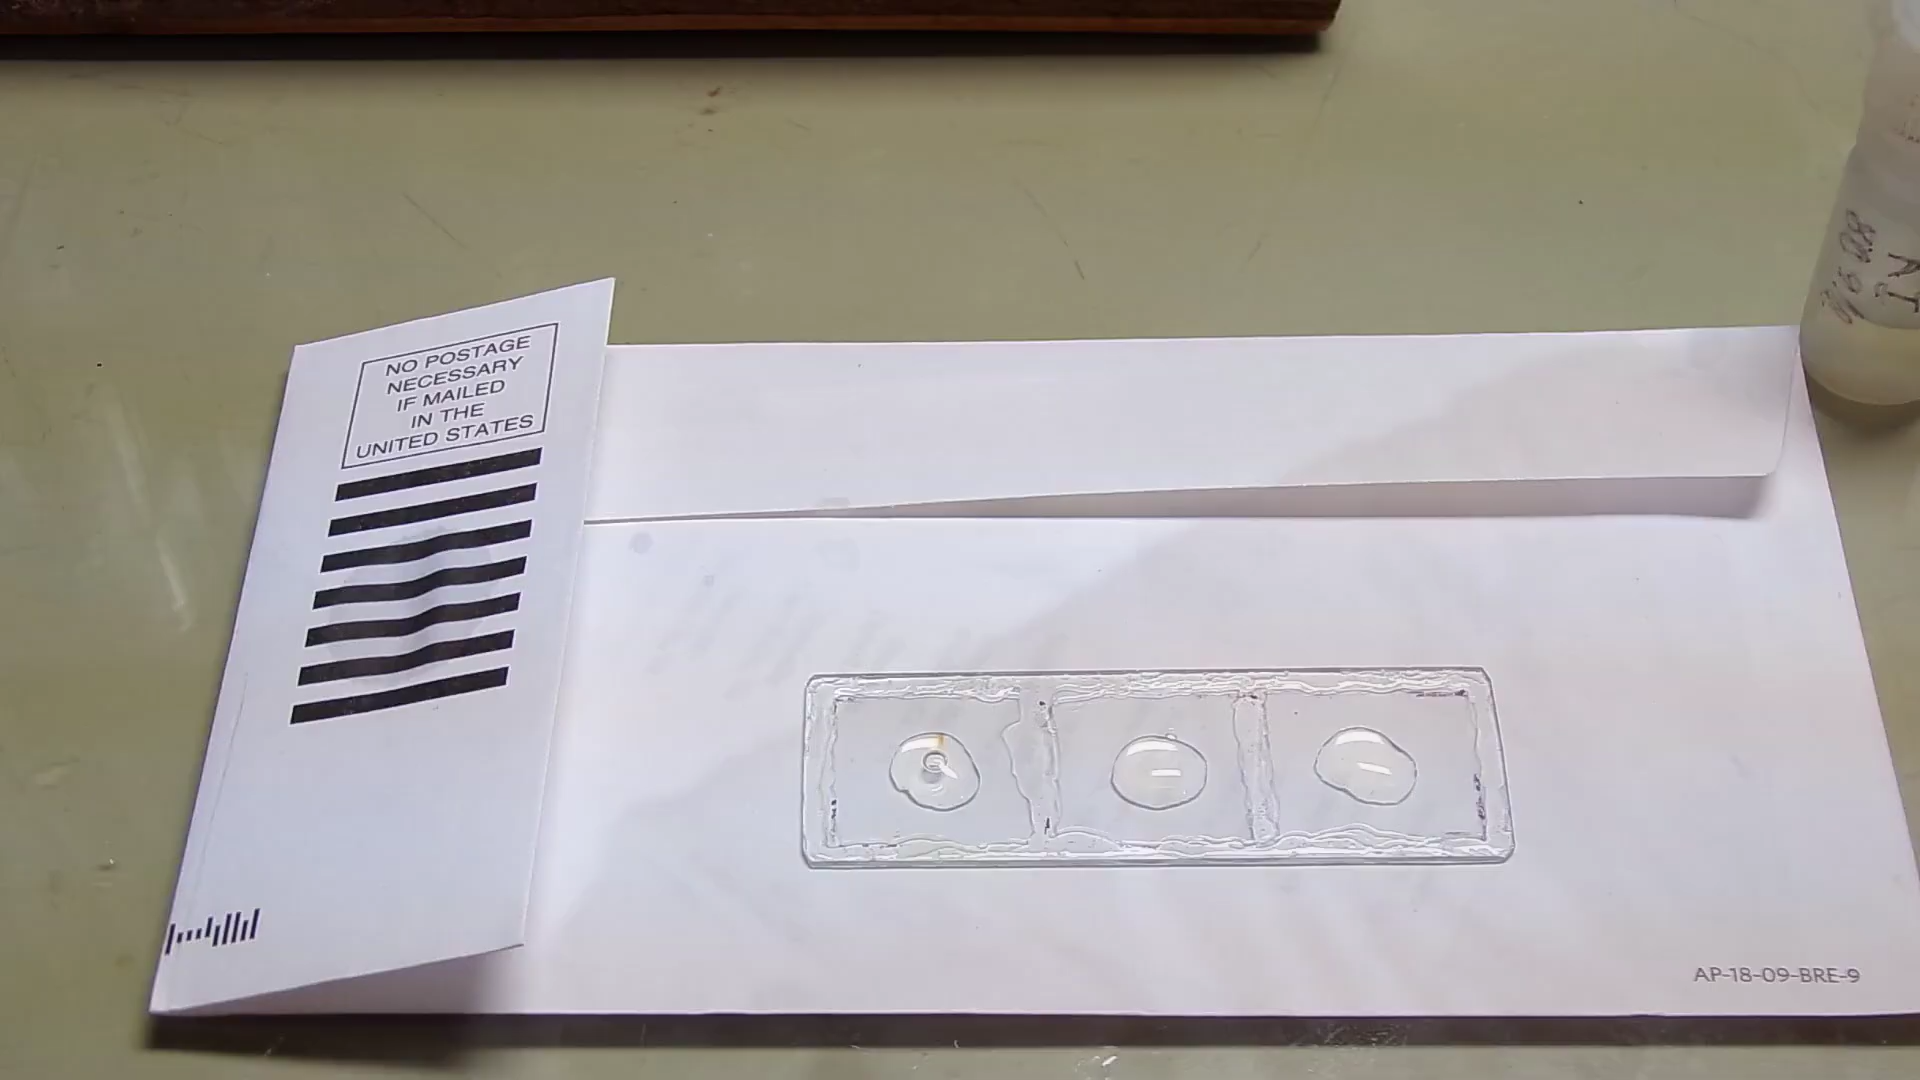 NO POSTAGE
NECESSARY
IF MAILED
IN THE
UNITED STATES
AP-18-09-BRE-9